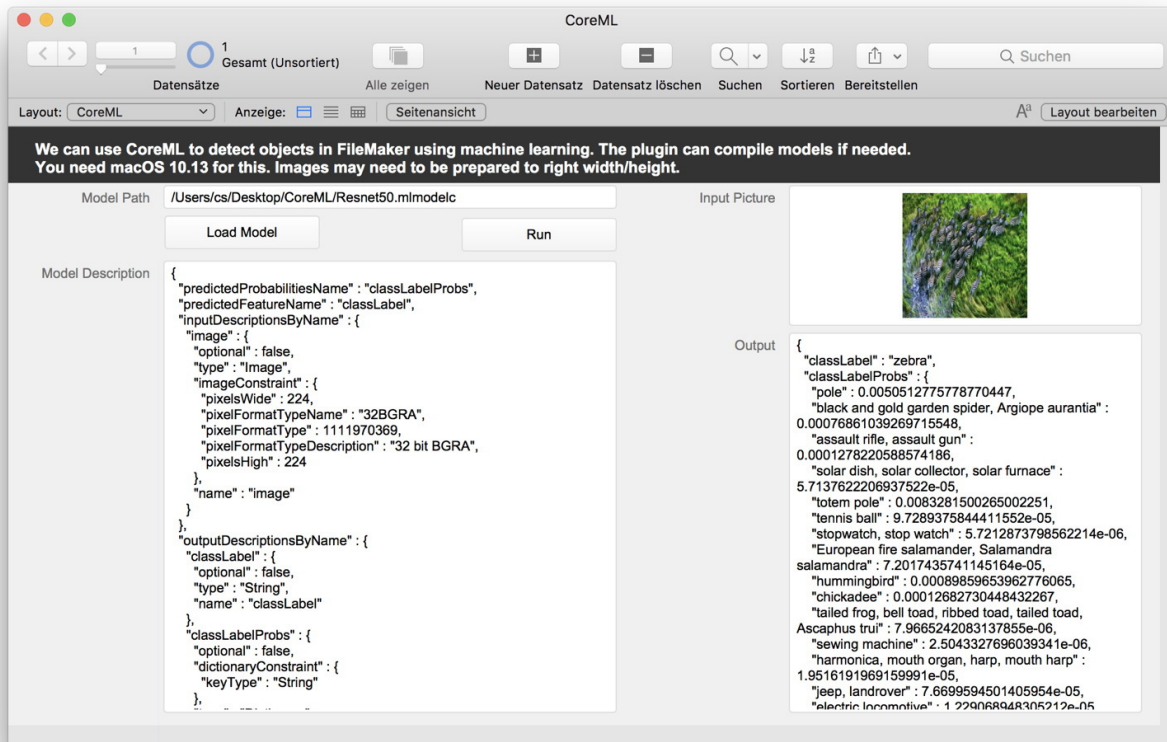 CoreML
1
1
Gesamt (Unsortiert)
Datensätze
Alle zeigen
Neuer Datensatz
Datensatz löschen
Suchen
Sortieren
Bereitstellen
Suchen
Layout: CoreML
Anzeige:
Seitenansicht
Aª
Layout bearbeiten
We can use CoreML to detect objects in FileMaker using machine learning. The plugin can compile models if needed.
You need macOS 10.13 for this. Images may need to be prepared to right width/height.
Model Path
/Users/cs/Desktop/CoreML/Resnet50.mlmodelc
Load Model
Run
Model Description
{
"predictedProbabilitiesName" : "classLabelProbs",
"predictedFeatureName" : "classLabel",
"inputDescriptionsByName" : {
"image" : {
"optional" : false,
"type" : "Image",
"imageConstraint" : {
"pixelsWide" : 224,
"pixelFormatTypeName" : "32BGRA",
"pixelFormatType" : 1111970369,
"pixelFormatTypeDescription" : "32 bit BGRA",
"pixelsHigh" : 224
},
"name" : "image"
}
},
"outputDescriptionsByName" : {
"classLabel" : {
"optional" : false,
"type" : "String",
"name" : "classLabel"
},
"classLabelProbs" : {
"optional" : false,
"dictionaryConstraint" : {
"keyType" : "String"
},
Input Picture
Output
{
"classLabel" : "zebra",
"classLabelProbs" : {
"pole" : 0.0050512775778770447,
"black and gold garden spider, Argiope aurantia" :
0.00076861039269715548,
"assault rifle, assault gun" :
0.0001278220588574186,
"solar dish, solar collector, solar furnace" :
5.7137622206937522e-05,
"totem pole" : 0.0083281500265002251,
"tennis ball" : 9.7289375844411552e-05,
"stopwatch, stop watch" : 5.7212873798562214e-06,
"European fire salamander, Salamandra
salamandra" : 7.2017435741145164e-05,
"hummingbird" : 0.00089859653962776065,
"chickadee" : 0.00012682730448432267,
"tailed frog, bell toad, ribbed toad, tailed toad,
Ascaphus trui" : 7.9665242083137855e-06,
"sewing machine" : 2.5043327696039341e-06,
"harmonica, mouth organ, harp, mouth harp" :
1.9516191969159991e-05,
"jeep, landrover" : 7.6699594501405954e-05,
"electric locomotive" : 1.229068948305212e-05